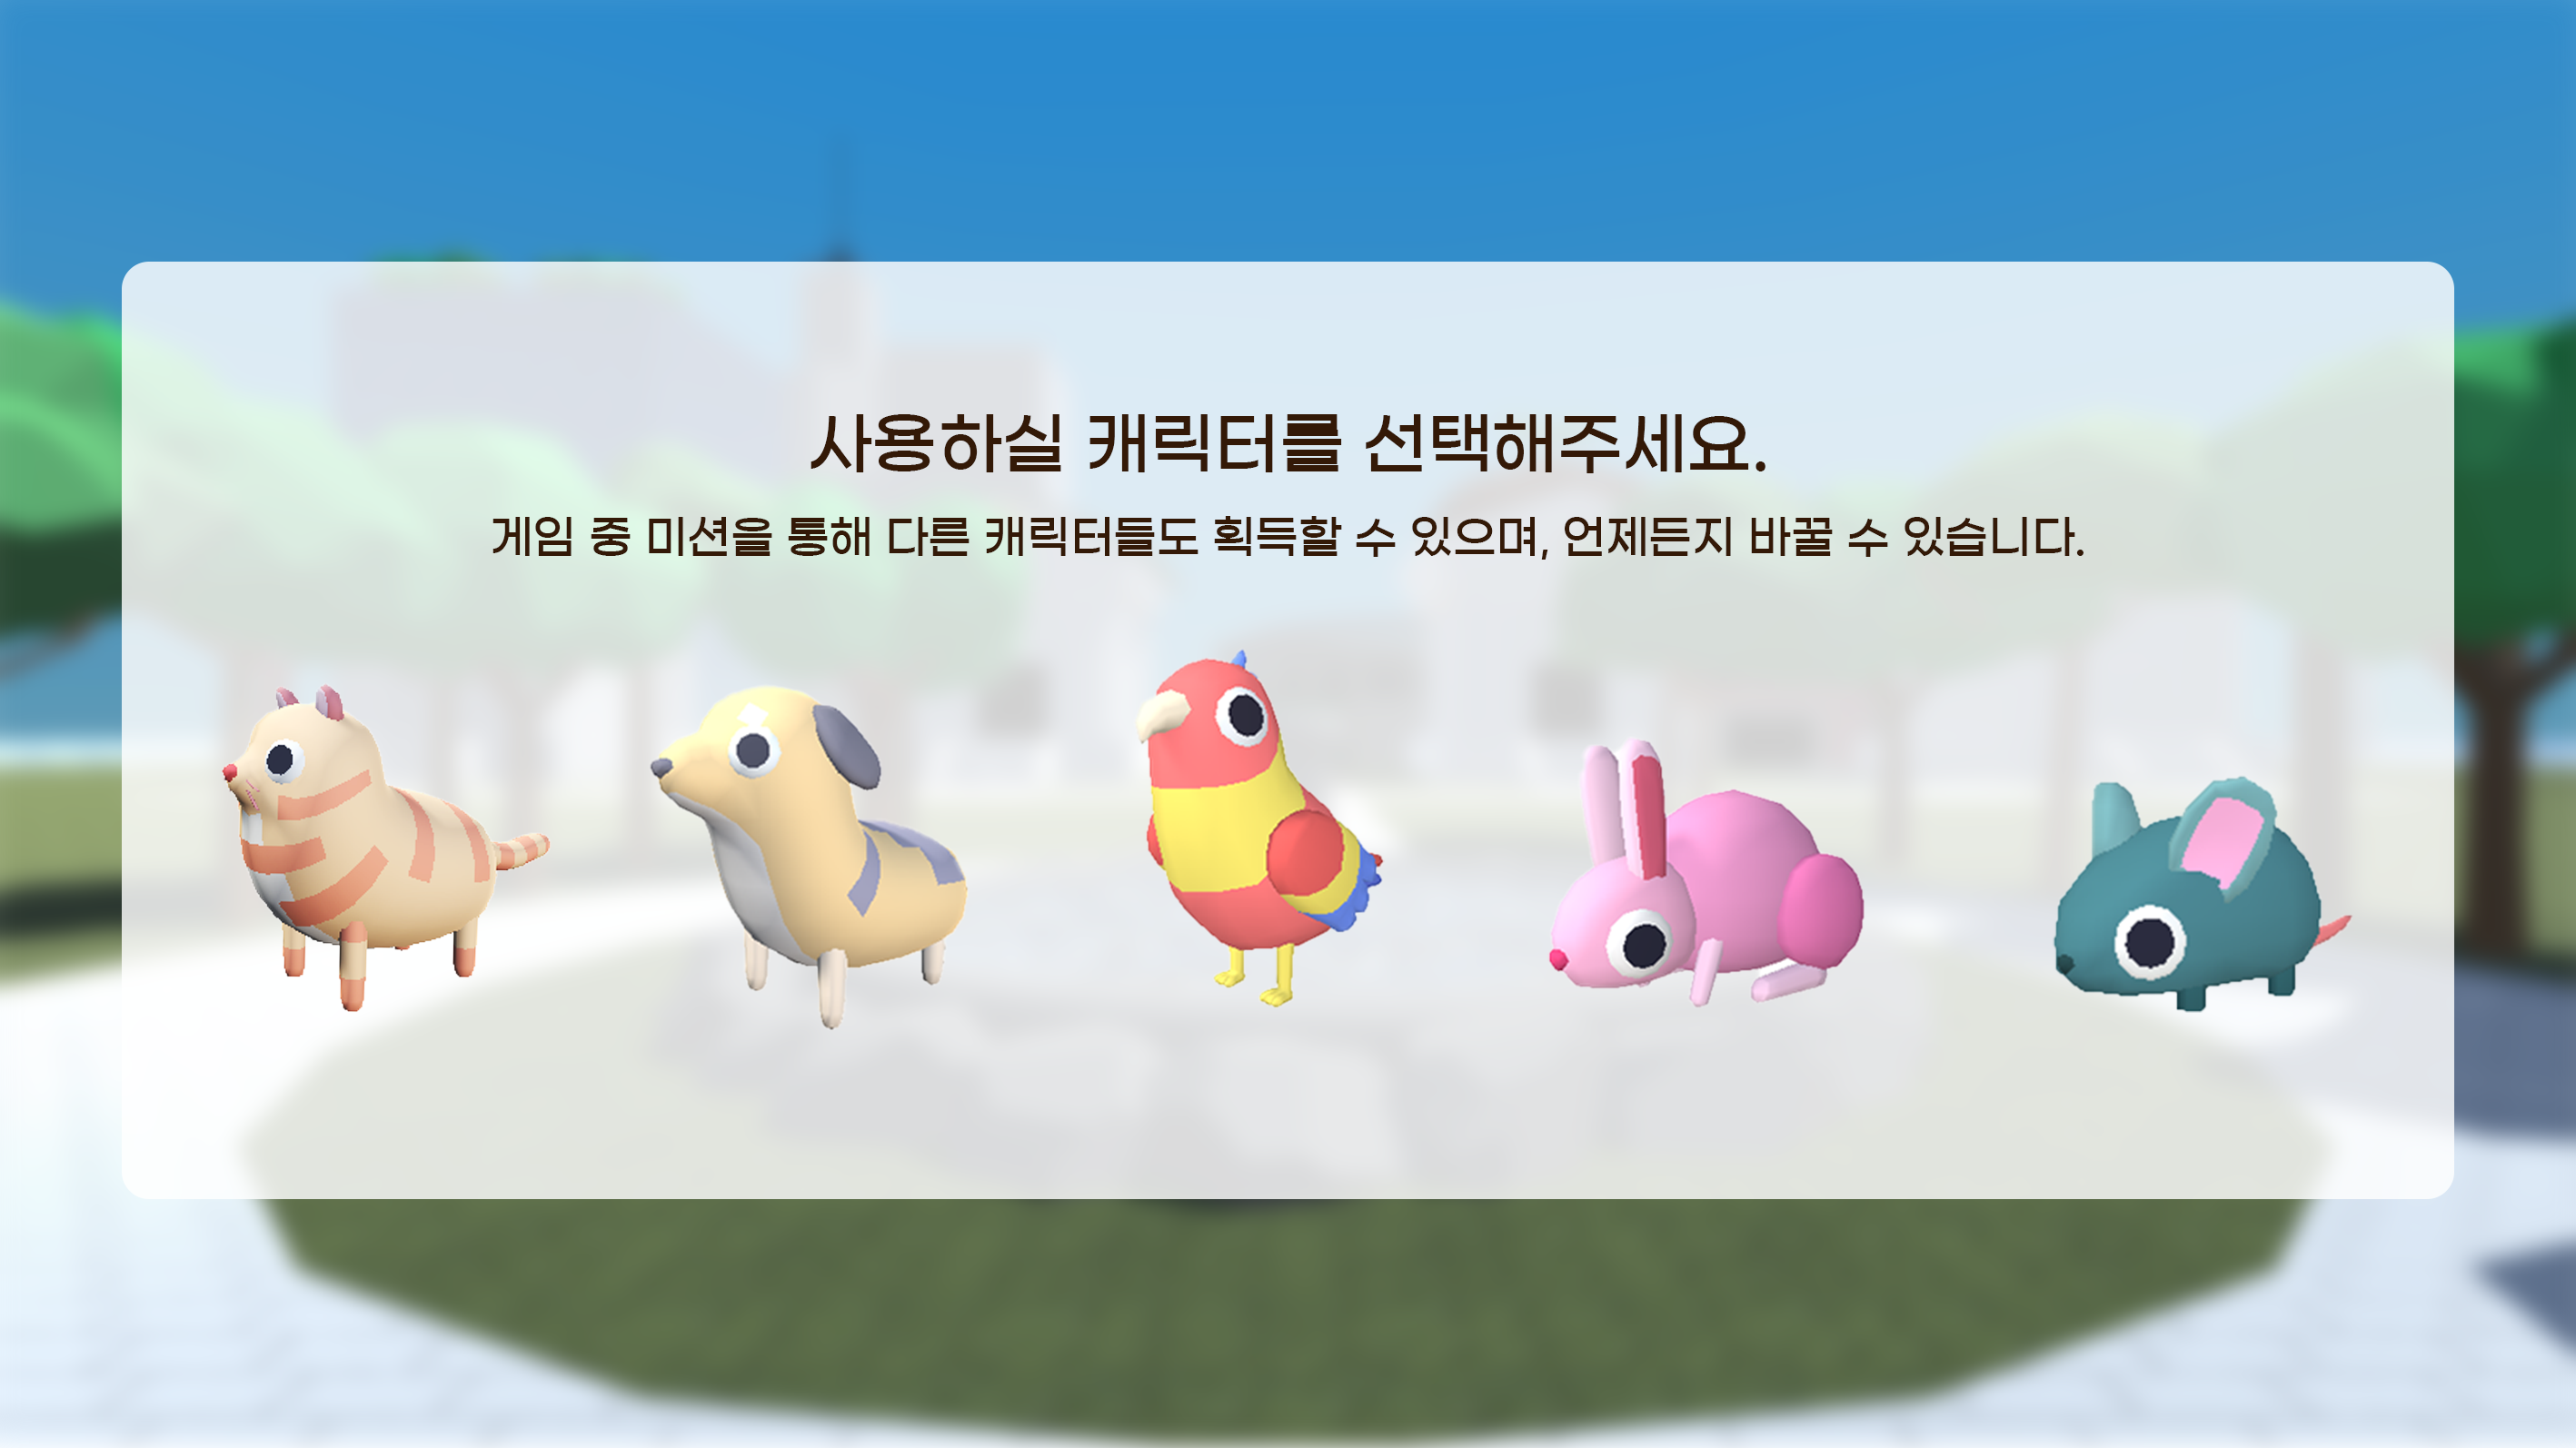 사용하실 캐릭터를 선택해주세요.
게임 중 미션을 통해 다른 캐릭터들도 획득할 수 있으며, 언제든지 바꿀 수 있습니다.